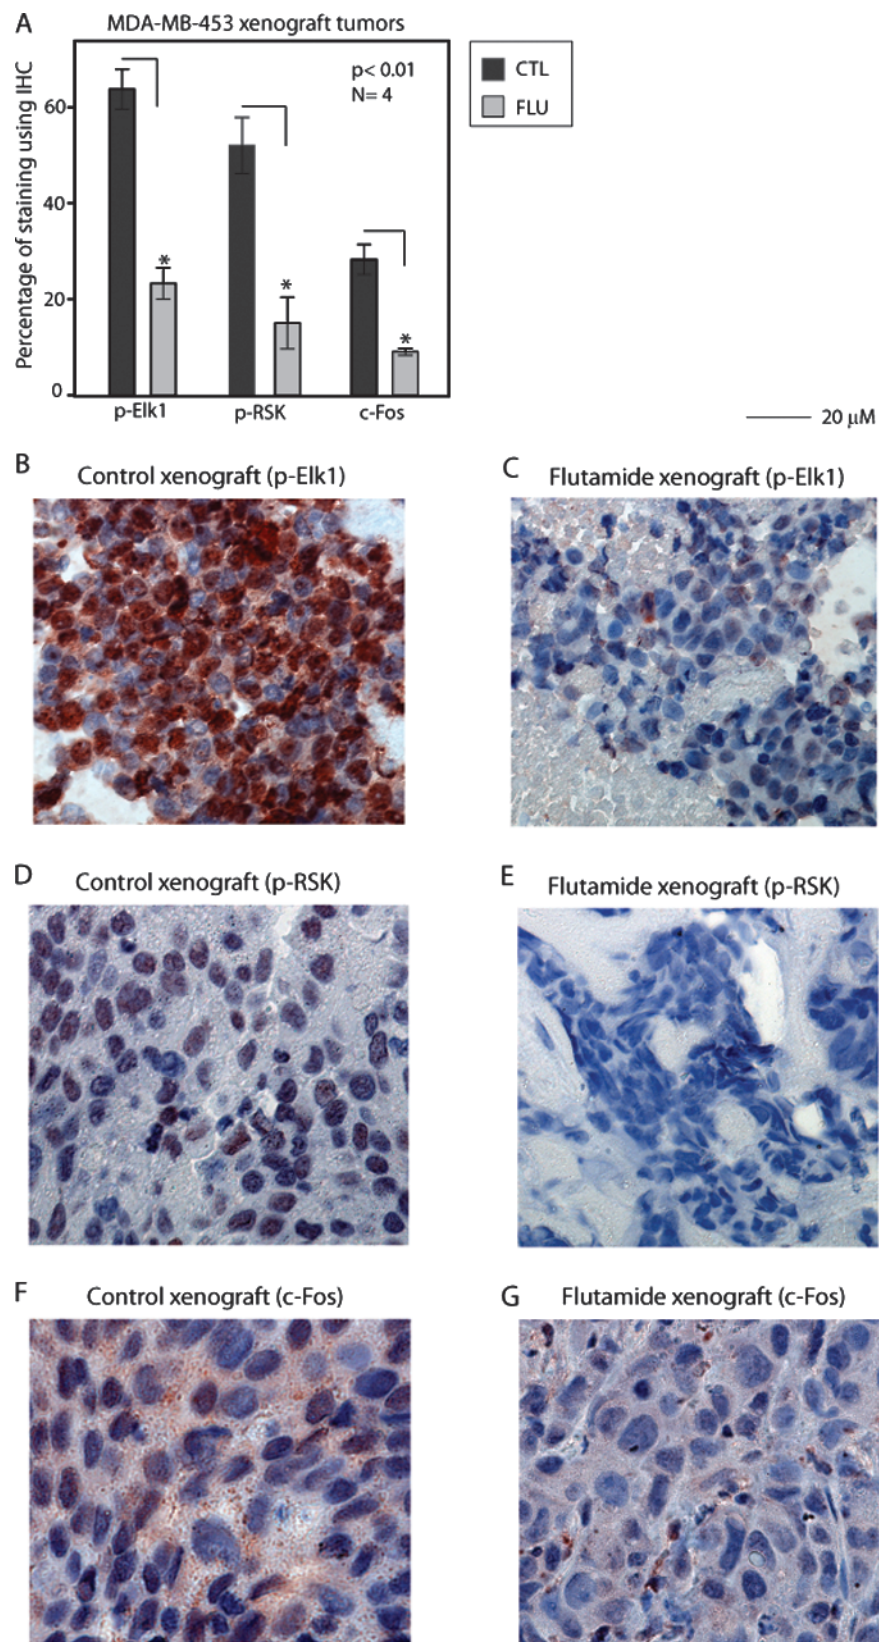 A
MDA-MB-453 xenograft tumors
Percentage of staining using IHC
60
40
20
0
p< 0.01
N= 4
*
*
*
p-Elk1
p-RSK
c-Fos
CTL
FLU
20 µM
B
Control xenograft (p-Elk1)
C
Flutamide xenograft (p-Elk1)
D
Control xenograft (p-RSK)
E
Flutamide xenograft (p-RSK)
F
Control xenograft (c-Fos)
G
Flutamide xenograft (c-Fos)